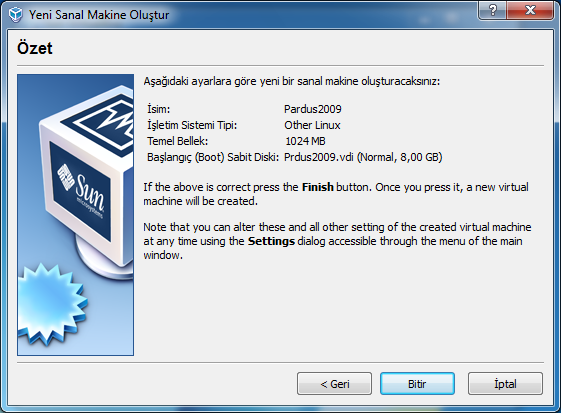 Yeni Sanal Makine Oluştur
Özet
Aşağıdaki ayarlara göre yeni bir sanal makine oluşturacaksınız:
İsim: Pardus2009
İşletim Sistemi Tipi: Other Linux
Temel Bellek: 1024 MB
Başlangıç (Boot) Sabit Diski: Prdus2009.vdi (Normal, 8,00 GB)
If the above is correct press the Finish button. Once you press it, a new virtual
machine will be created.
Note that you can alter these and all other setting of the created virtual machine
at any time using the Settings dialog accessible through the menu of the main
window.
Sun
microsystems
< Geri
Bitir
İptal